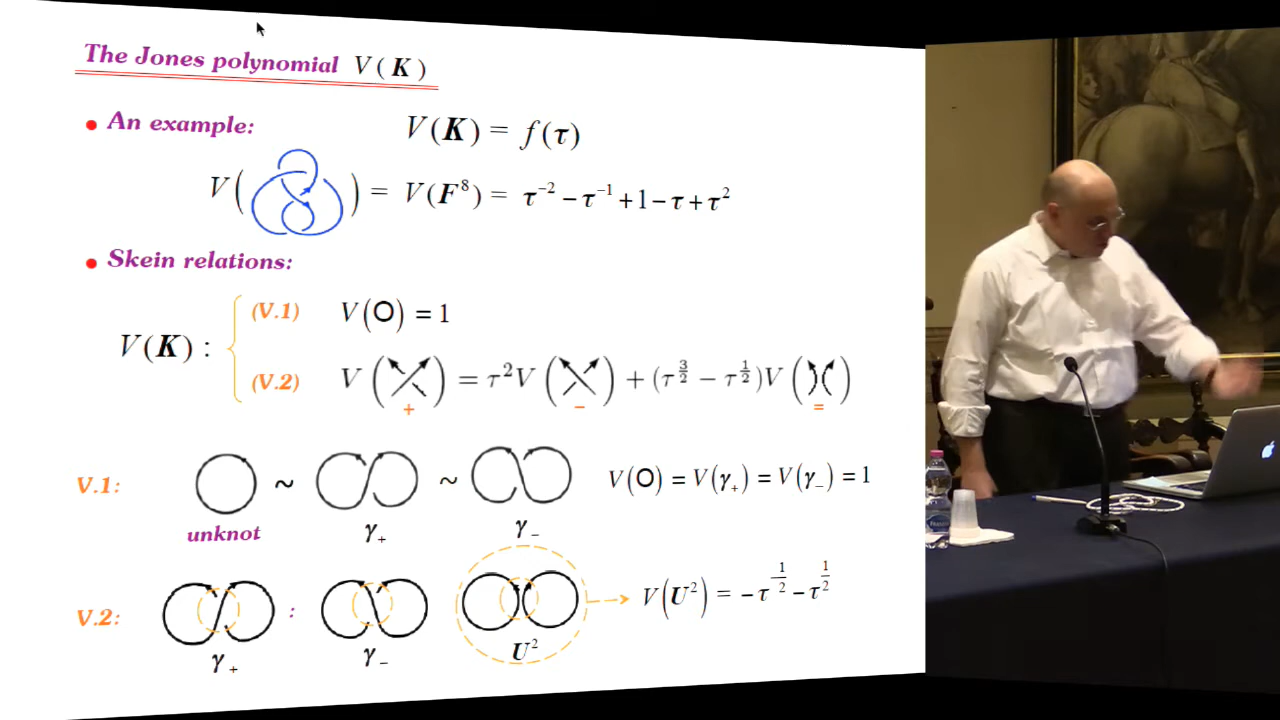 The Jones polynomial V(K)
• An example: V(K) = f(τ)
V( ) = V(F⁸) = τ⁻² − τ⁻¹ + 1 − τ + τ²
• Skein relations:
V(K) :
(V.1) V(O) = 1
(V.2) V( ) = τ²V( ) + (τ^{3/2} − τ^{1/2})V( )
+ − =
V.1: ~ ~ V(O) = V(γ₊) = V(γ₋) = 1
unknot γ₊ γ₋
V.2: : V(U²) = −τ^{-1/2} − τ^{1/2}
γ₊ γ₋ U²